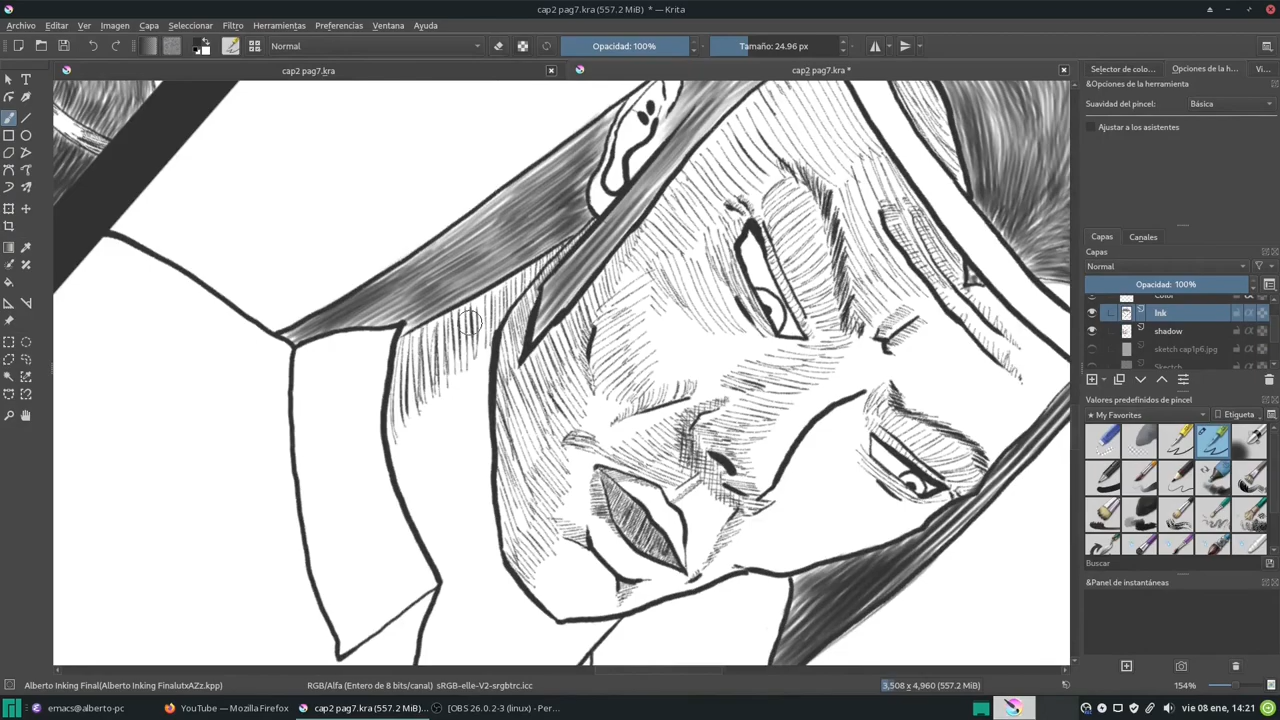 cap2 pag7.kra (557.2 MiB) * — Krita
Archivo Editar Ver Imagen Capa Seleccionar Filtro Herramientas Preferencias Ventana Ayuda
Normal Opacidad: 100% Tamaño: 24.96 px
cap2 pag7.kra
cap2 pag7.kra *
Selector de colo... Opciones de la h... Vi...
&Opciones de la herramienta
Suavidad del pincel: Básica
Ajustar a los asistentes
Capas Canales
Capas
Normal
Opacidad: 100%
Color
Ink
shadow
sketch cap1p6.jpg
Valores predefinidos de pincel
★ My Favorites Etiqueta
Buscar
&Panel de instantáneas
Alberto Inking Final(Alberto Inking FinalutxAZz.kpp) RGB/Alfa (Entero de 8 bits/canal) sRGB-elle-V2-srgbtrc.icc 3,508 x 4,960 (557.2 MiB) 154%
emacs@alberto-pc YouTube — Mozilla Firefox cap2 pag7.kra (557.2 MiB)... OBS 26.0.2-3 (linux) - Per... vie 08 ene, 14:21